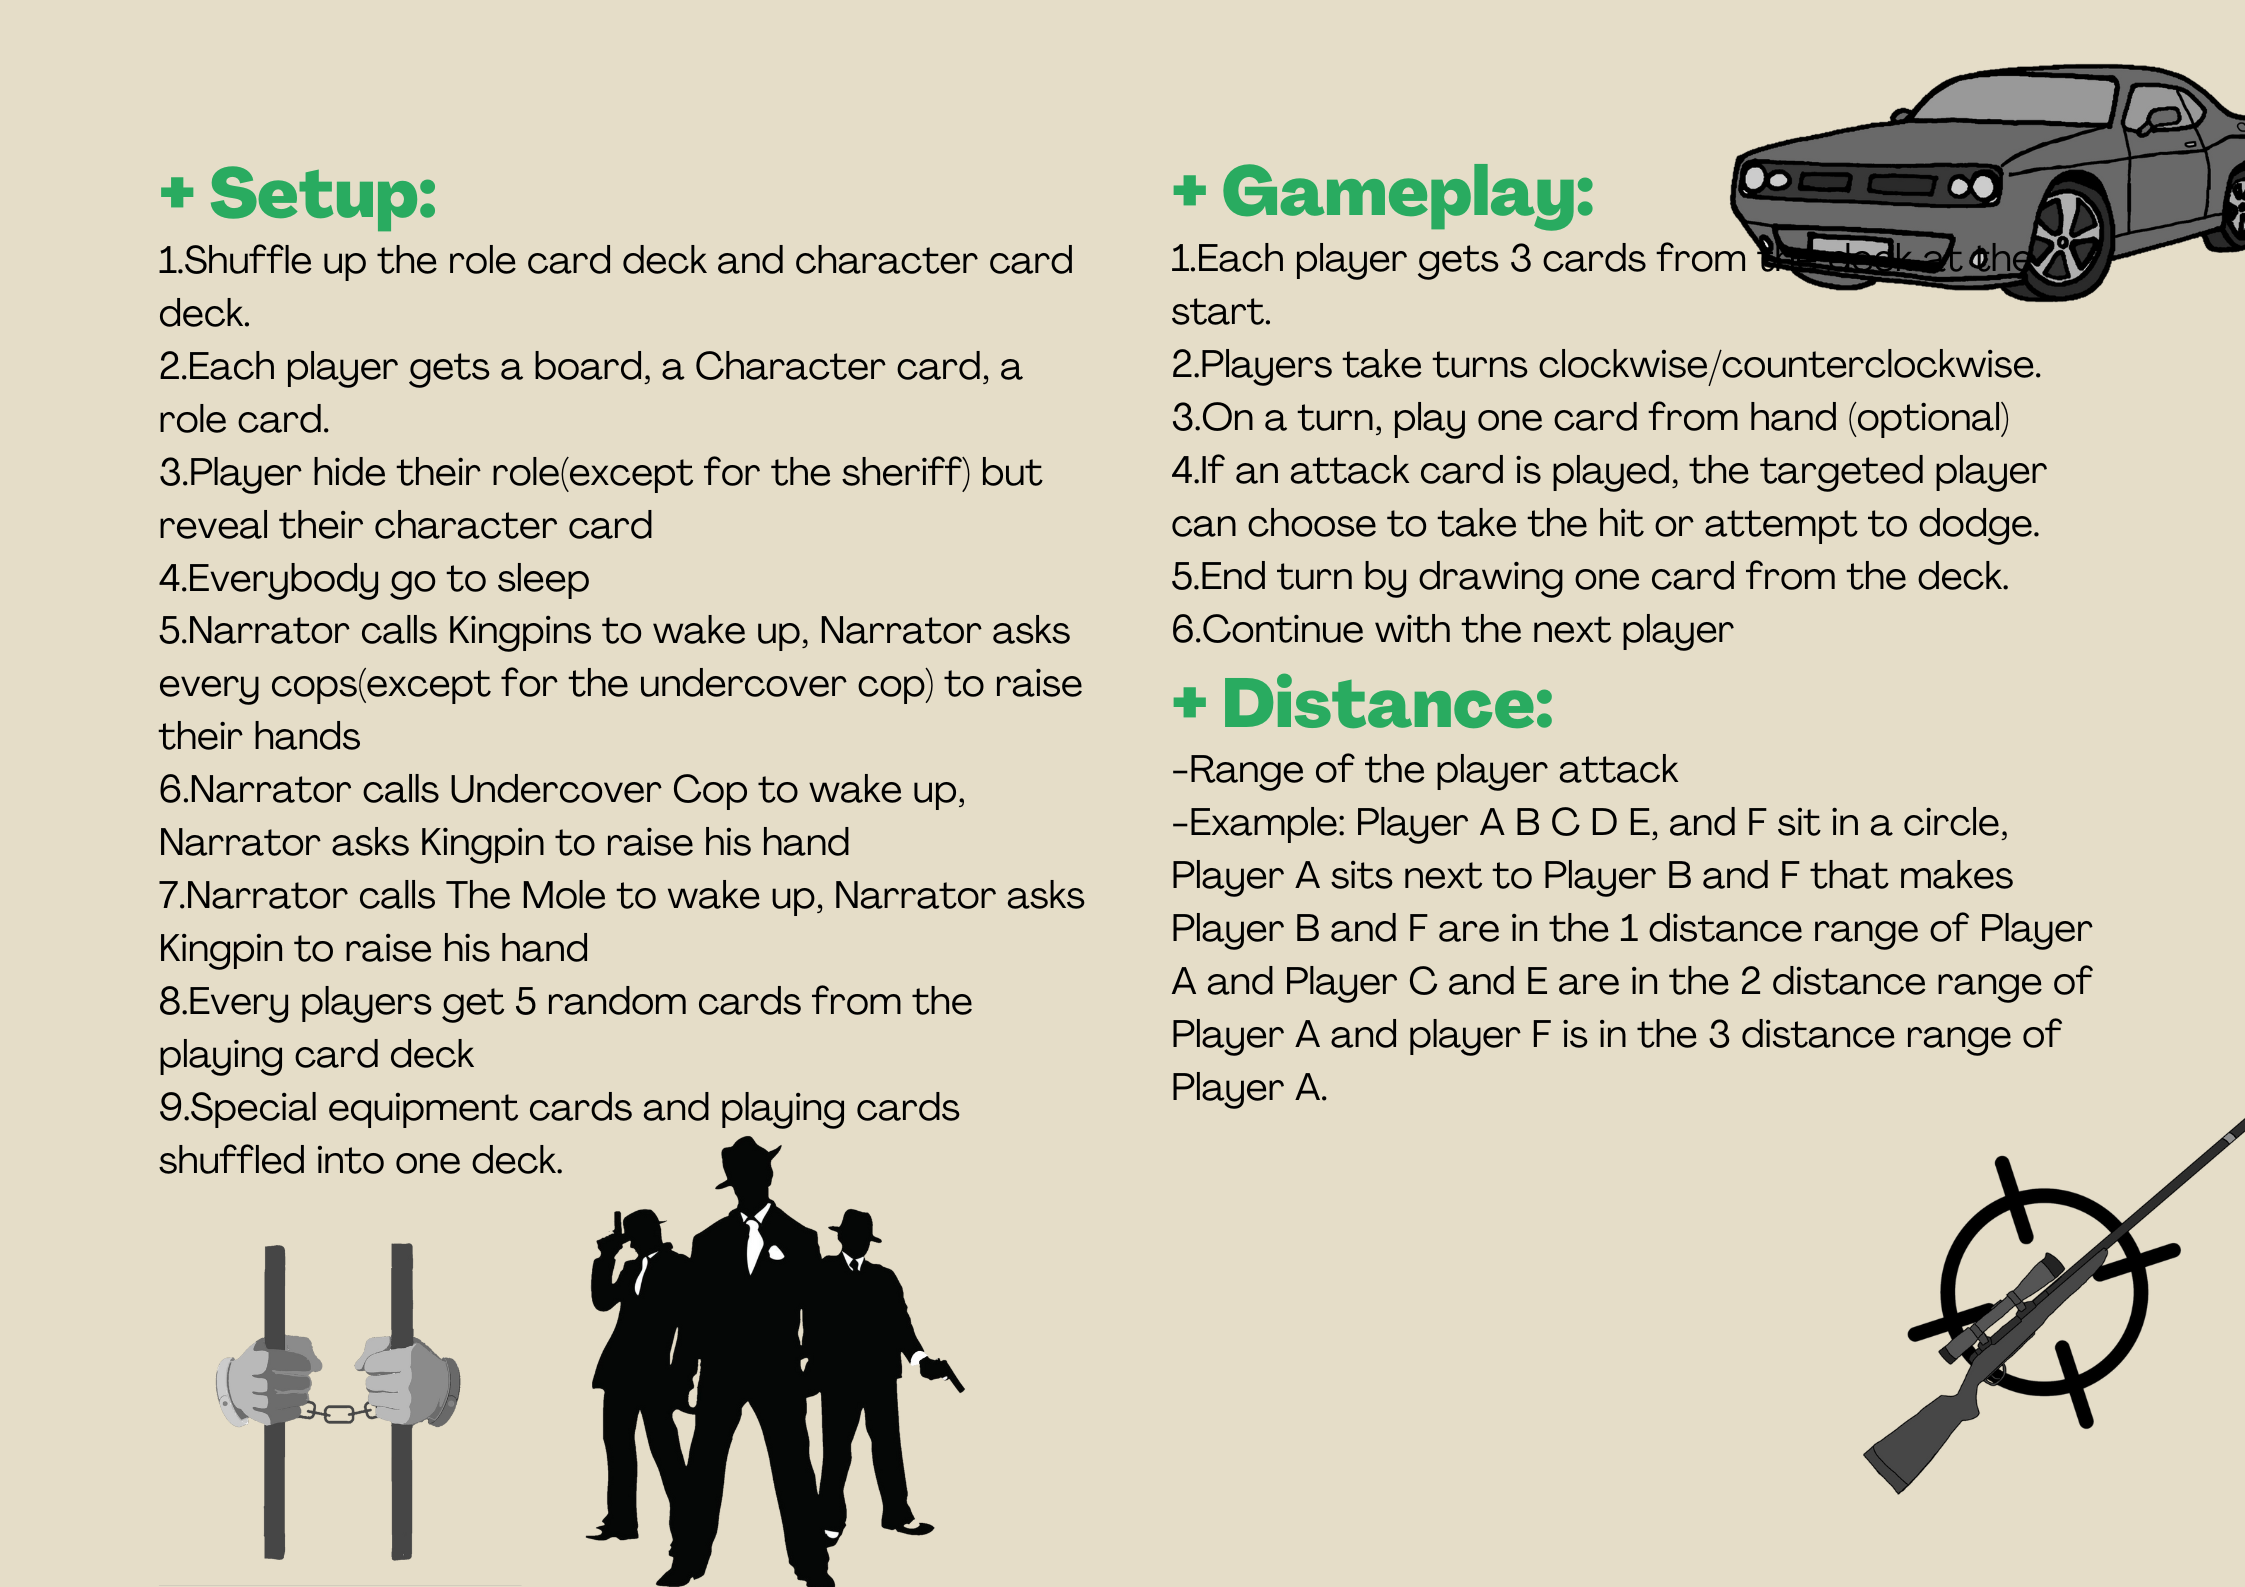 + Setup:
1.Shuffle up the role card deck and character card
deck.
2.Each player gets a board, a Character card, a
role card.
3.Player hide their role(except for the sheriff) but
reveal their character card
4.Everybody go to sleep
5.Narrator calls Kingpins to wake up, Narrator asks
every cops(except for the undercover cop) to raise
their hands
6.Narrator calls Undercover Cop to wake up,
Narrator asks Kingpin to raise his hand
7.Narrator calls The Mole to wake up, Narrator asks
Kingpin to raise his hand
8.Every players get 5 random cards from the
playing card deck
9.Special equipment cards and playing cards
shuffled into one deck.
+ Gameplay:
1.Each player gets 3 cards from the deck at the
start.
2.Players take turns clockwise/counterclockwise.
3.On a turn, play one card from hand (optional)
4.If an attack card is played, the targeted player
can choose to take the hit or attempt to dodge.
5.End turn by drawing one card from the deck.
6.Continue with the next player
+ Distance:
-Range of the player attack
-Example: Player A B C D E, and F sit in a circle,
Player A sits next to Player B and F that makes
Player B and F are in the 1 distance range of Player
A and Player C and E are in the 2 distance range of
Player A and player F is in the 3 distance range of
Player A.